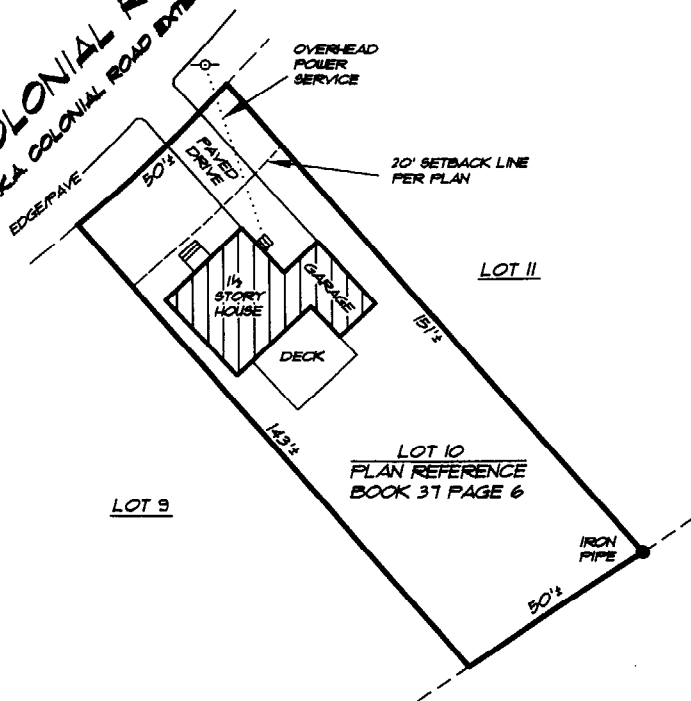 COLONIAL
COLONIAL ROAD
OVERHEAD
POWER
SERVICE
EDGE/PAVE
50'±
PAVED
DRIVE
20' SETBACK LINE
PER PLAN
LOT 11
1½
STORY
HOUSE
GARAGE
DECK
151'±
143'±
LOT 10
PLAN REFERENCE
BOOK 37 PAGE 6
LOT 9
IRON
PIPE
50'±